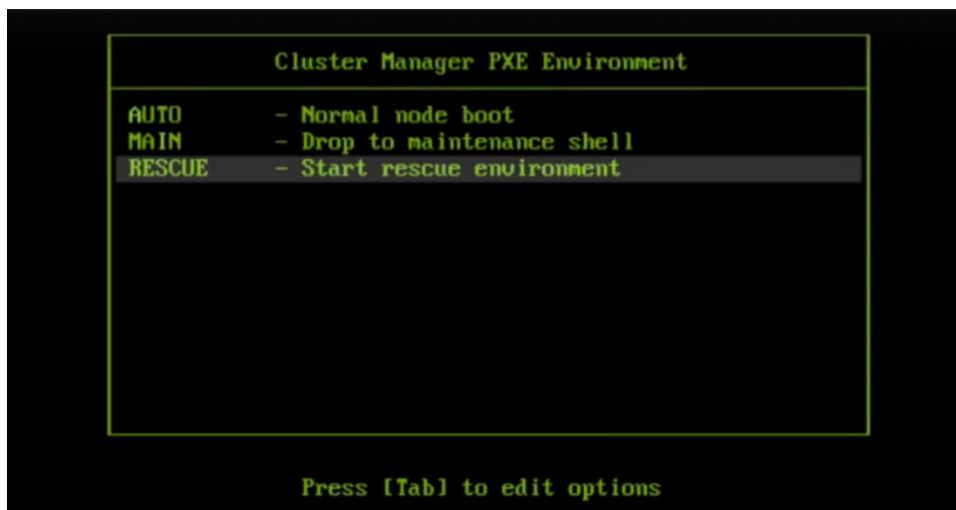 Cluster Manager PXE Environment
AUTO - Normal node boot
MAIN - Drop to maintenance shell
RESCUE - Start rescue environment
Press [Tab] to edit options